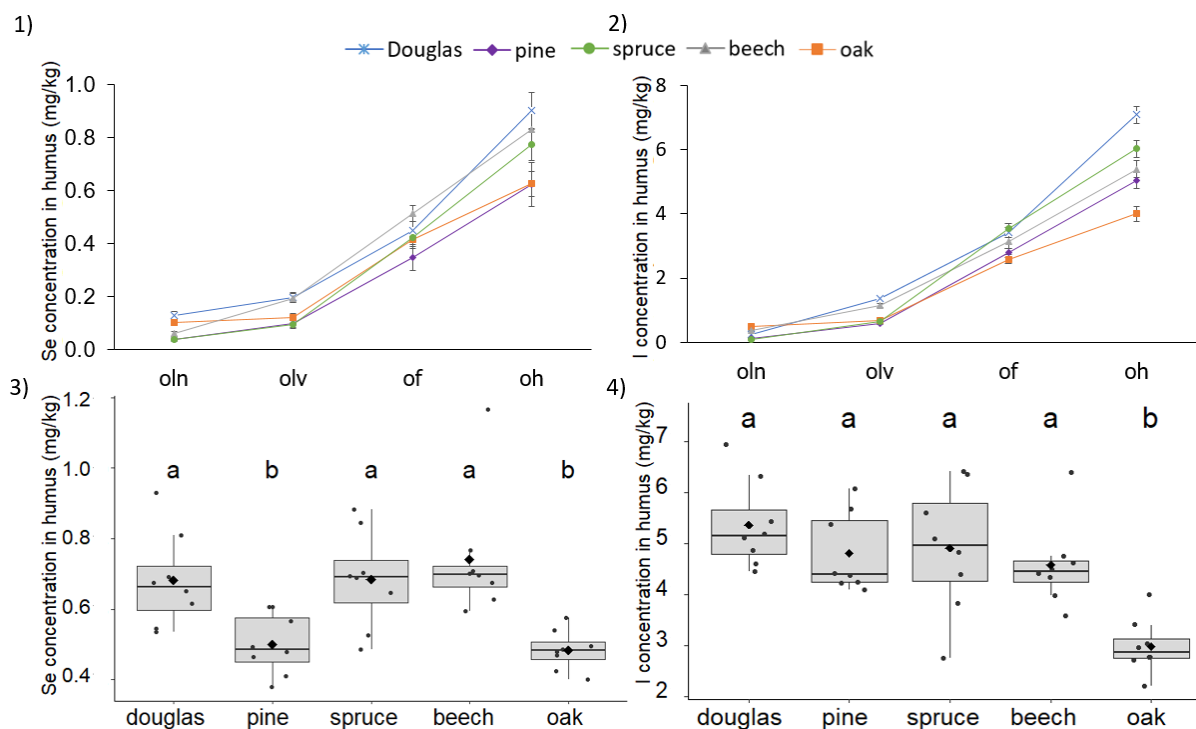 1)
2)
Douglas pine spruce beech oak
Se concentration in humus (mg/kg)
1.0
0.8
0.6
0.4
0.2
0.0
oln olv of oh
I concentration in humus (mg/kg)
8
6
4
2
0
oln olv of oh
3)
Se concentration in humus (mg/kg)
1.2
1.0
0.8
0.6
0.4
a b a a b
douglas pine spruce beech oak
4)
I concentration in humus (mg/kg)
7
6
5
4
3
2
a a a a b
douglas pine spruce beech oak